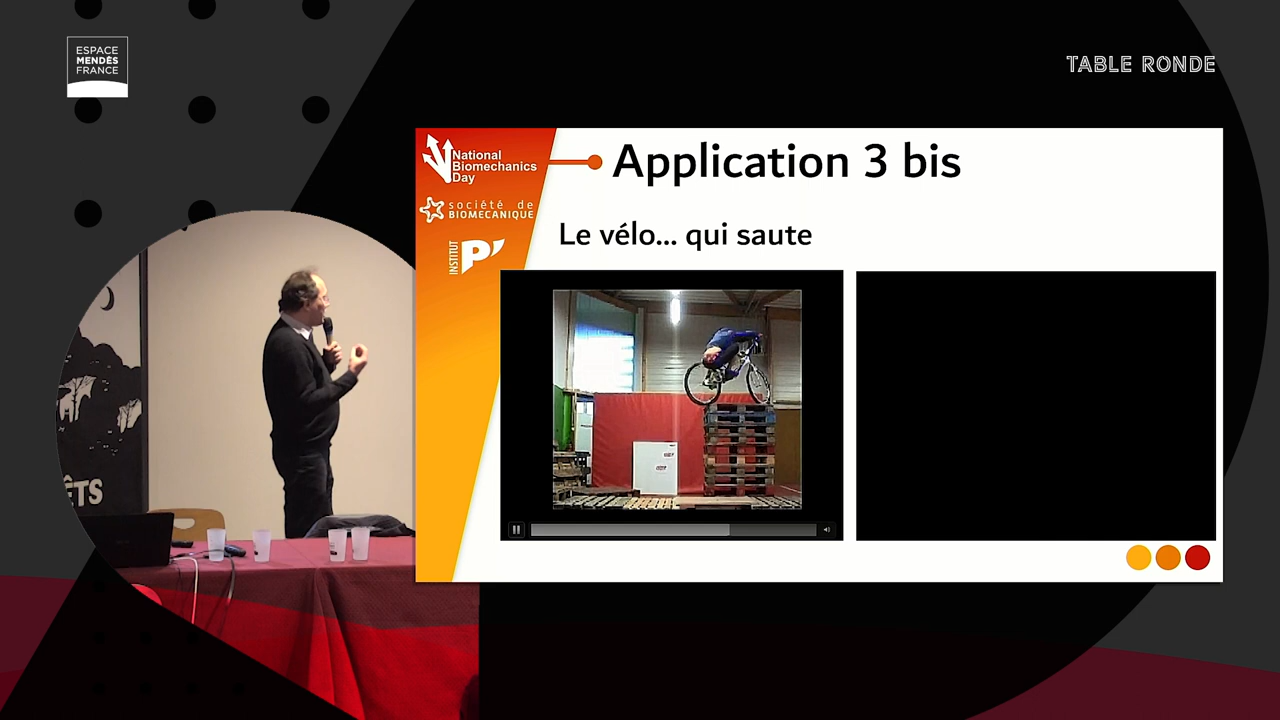 ESPACE
MENDÈS
FRANCE
TABLE RONDE
National
Biomechanics
Day
société de
BIOMECANIQUE
INSTITUT
P'
Application 3 bis
Le vélo... qui saute
ÊTS